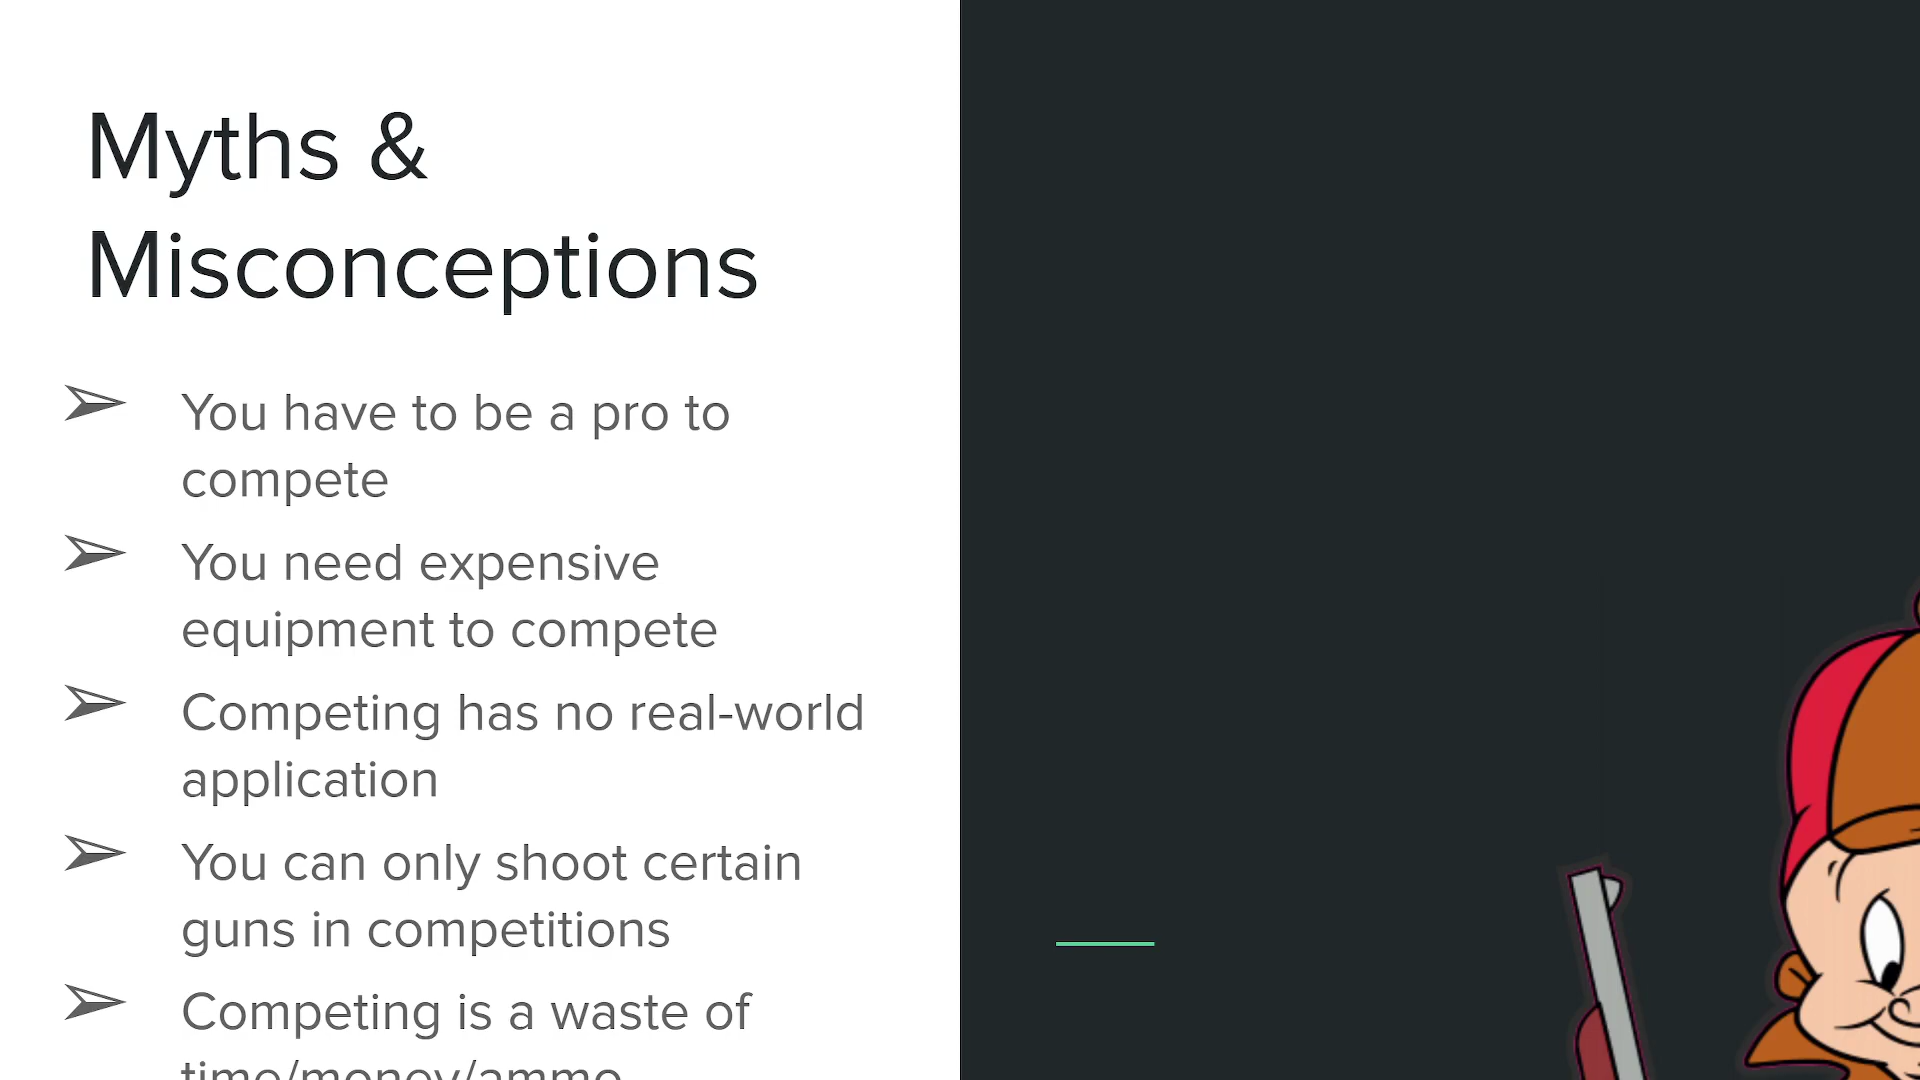 Myths &
Misconceptions
➢ You have to be a pro to
compete
➢ You need expensive
equipment to compete
➢ Competing has no real-world
application
➢ You can only shoot certain
guns in competitions
➢ Competing is a waste of
time/money/ammo